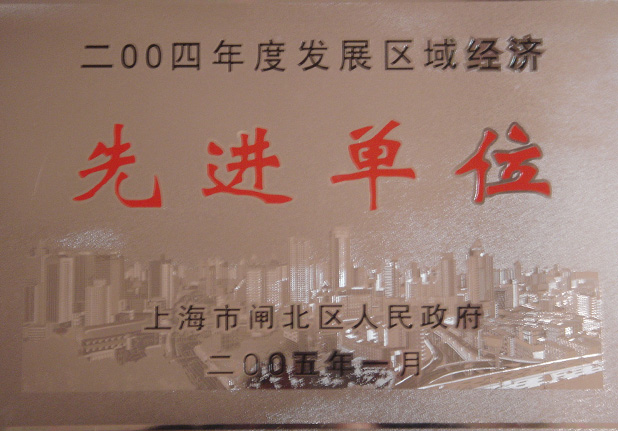 二00四年度发展区域经济
先进单位
上海市闸北区人民政府
二00五年一月